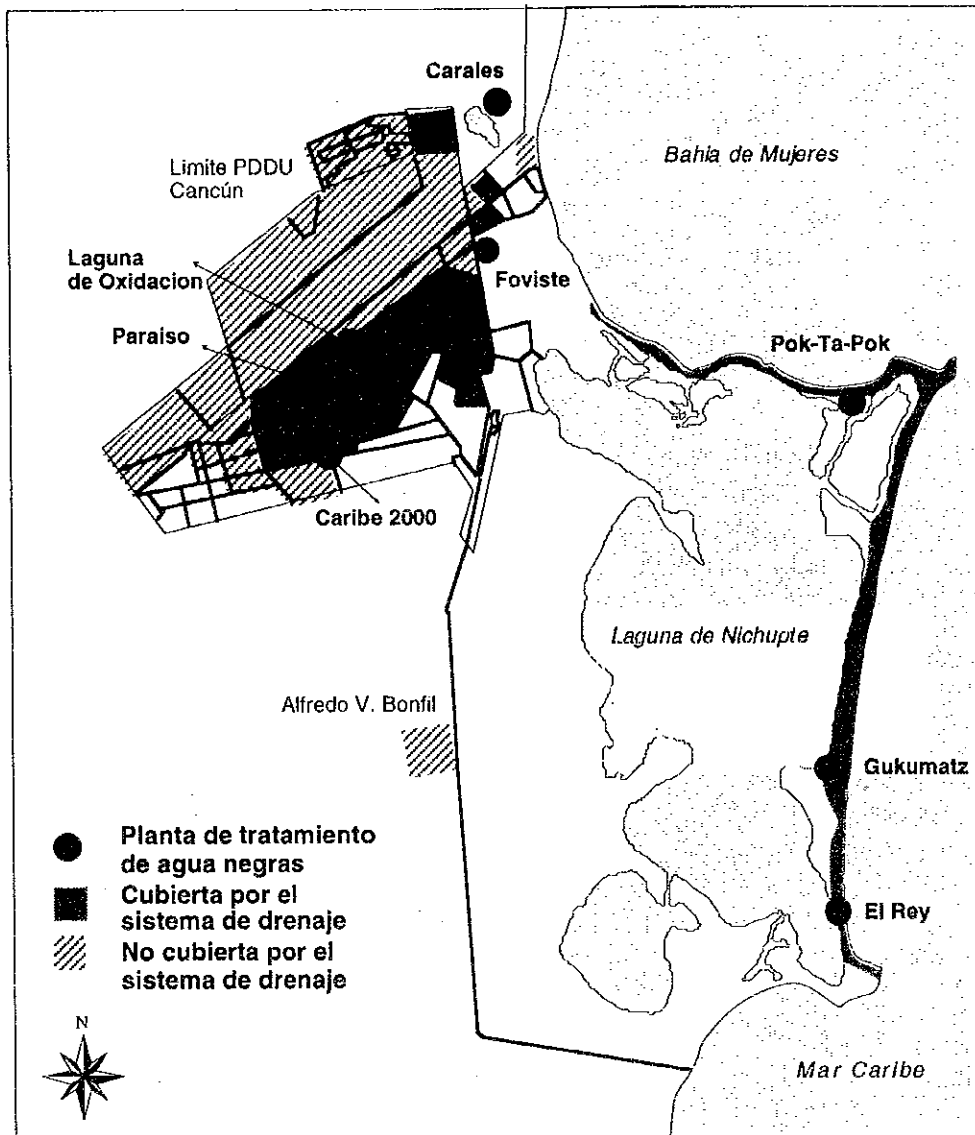 Carales
Bahia de Mujeres
Limite PDDU
Cancún
Laguna
de Oxidacion
Foviste
Paraiso
Pok-Ta-Pok
Caribe 2000
Laguna de Nichupte
Alfredo V. Bonfil
Gukumatz
Planta de tratamiento
de agua negras
Cubierta por el
sistema de drenaje
El Rey
No cubierta por el
sistema de drenaje
N
Mar Caribe